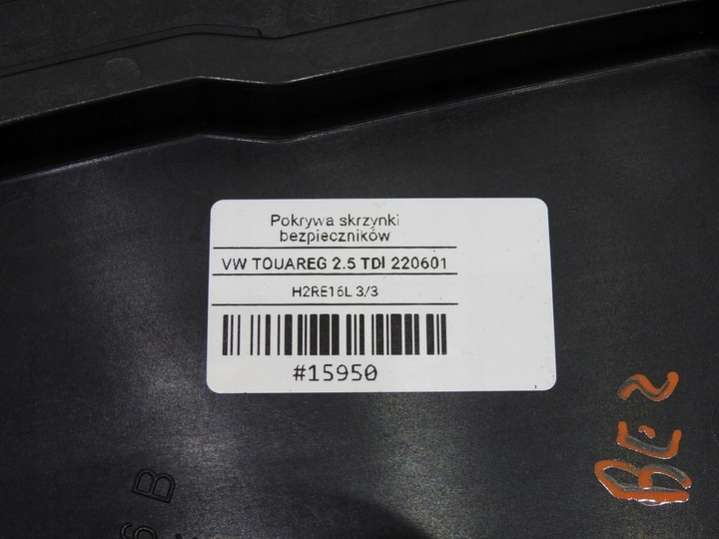 Pokrywa skrzynki
bezpieczników
VW TOUAREG 2.5 TDI 220601
H2RE16L 3/3
#15950